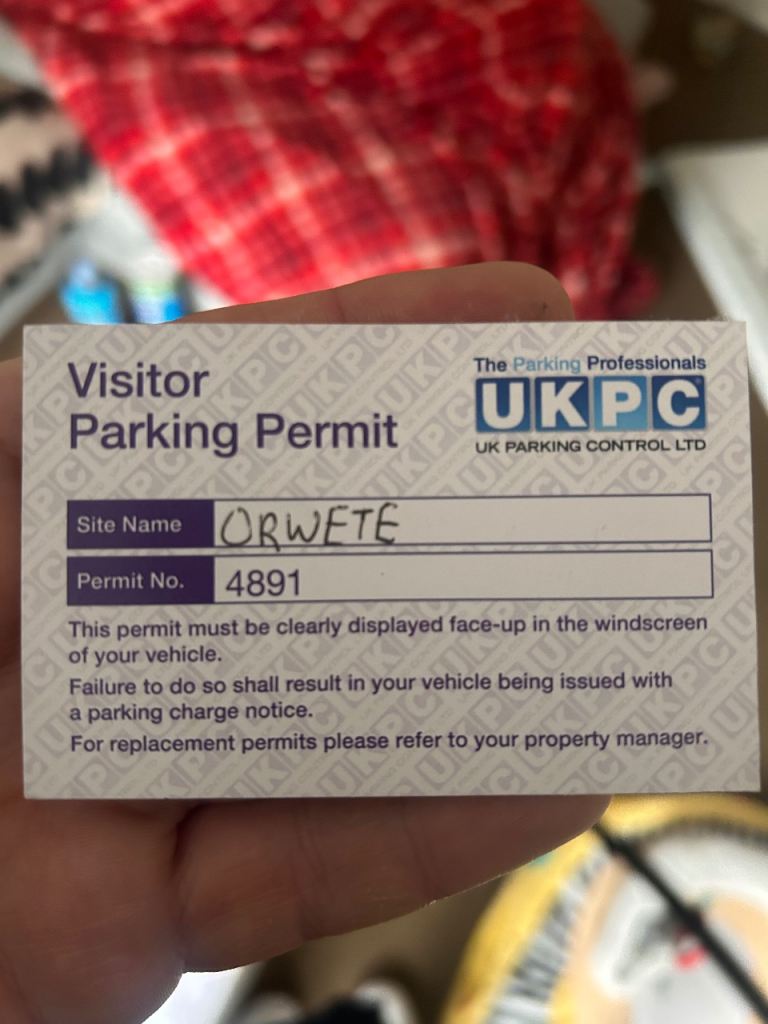 Visitor
Parking Permit
The Parking Professionals
UKPC
UK PARKING CONTROL LTD
Site Name ORWETE
Permit No. 4891
This permit must be clearly displayed face-up in the windscreen
of your vehicle.
Failure to do so shall result in your vehicle being issued with
a parking charge notice.
For replacement permits please refer to your property manager.